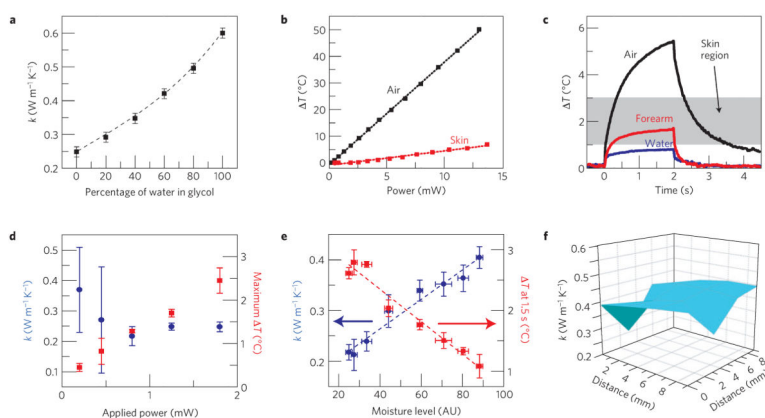 a
k (W m⁻¹ K⁻¹)
0.6
0.5
0.4
0.3
0.2
0 20 40 60 80 100
Percentage of water in glycol
b
ΔT (°C)
50
40
30
20
10
0
Air
Skin
0 5 10 15
Power (mW)
c
ΔT (°C)
6
4
2
0
Air
Skin
region
Forearm
Water
0 2 4
Time (s)
d
k (W m⁻¹ K⁻¹)
0.5
0.4
0.3
0.2
0.1
Maximum ΔT (°C)
3
2
1
0
0 1 2
Applied power (mW)
e
k (W m⁻¹ K⁻¹)
0.4
0.3
0.2
ΔT at 1.5 s (°C)
3
2
1
20 40 60 80 100
Moisture level (AU)
f
k (W m⁻¹ K⁻¹)
0.6
0.5
0.4
0.3
0.2
2
4
6
8
Distance (mm)
0
2
4
6
8
Distance (mm)